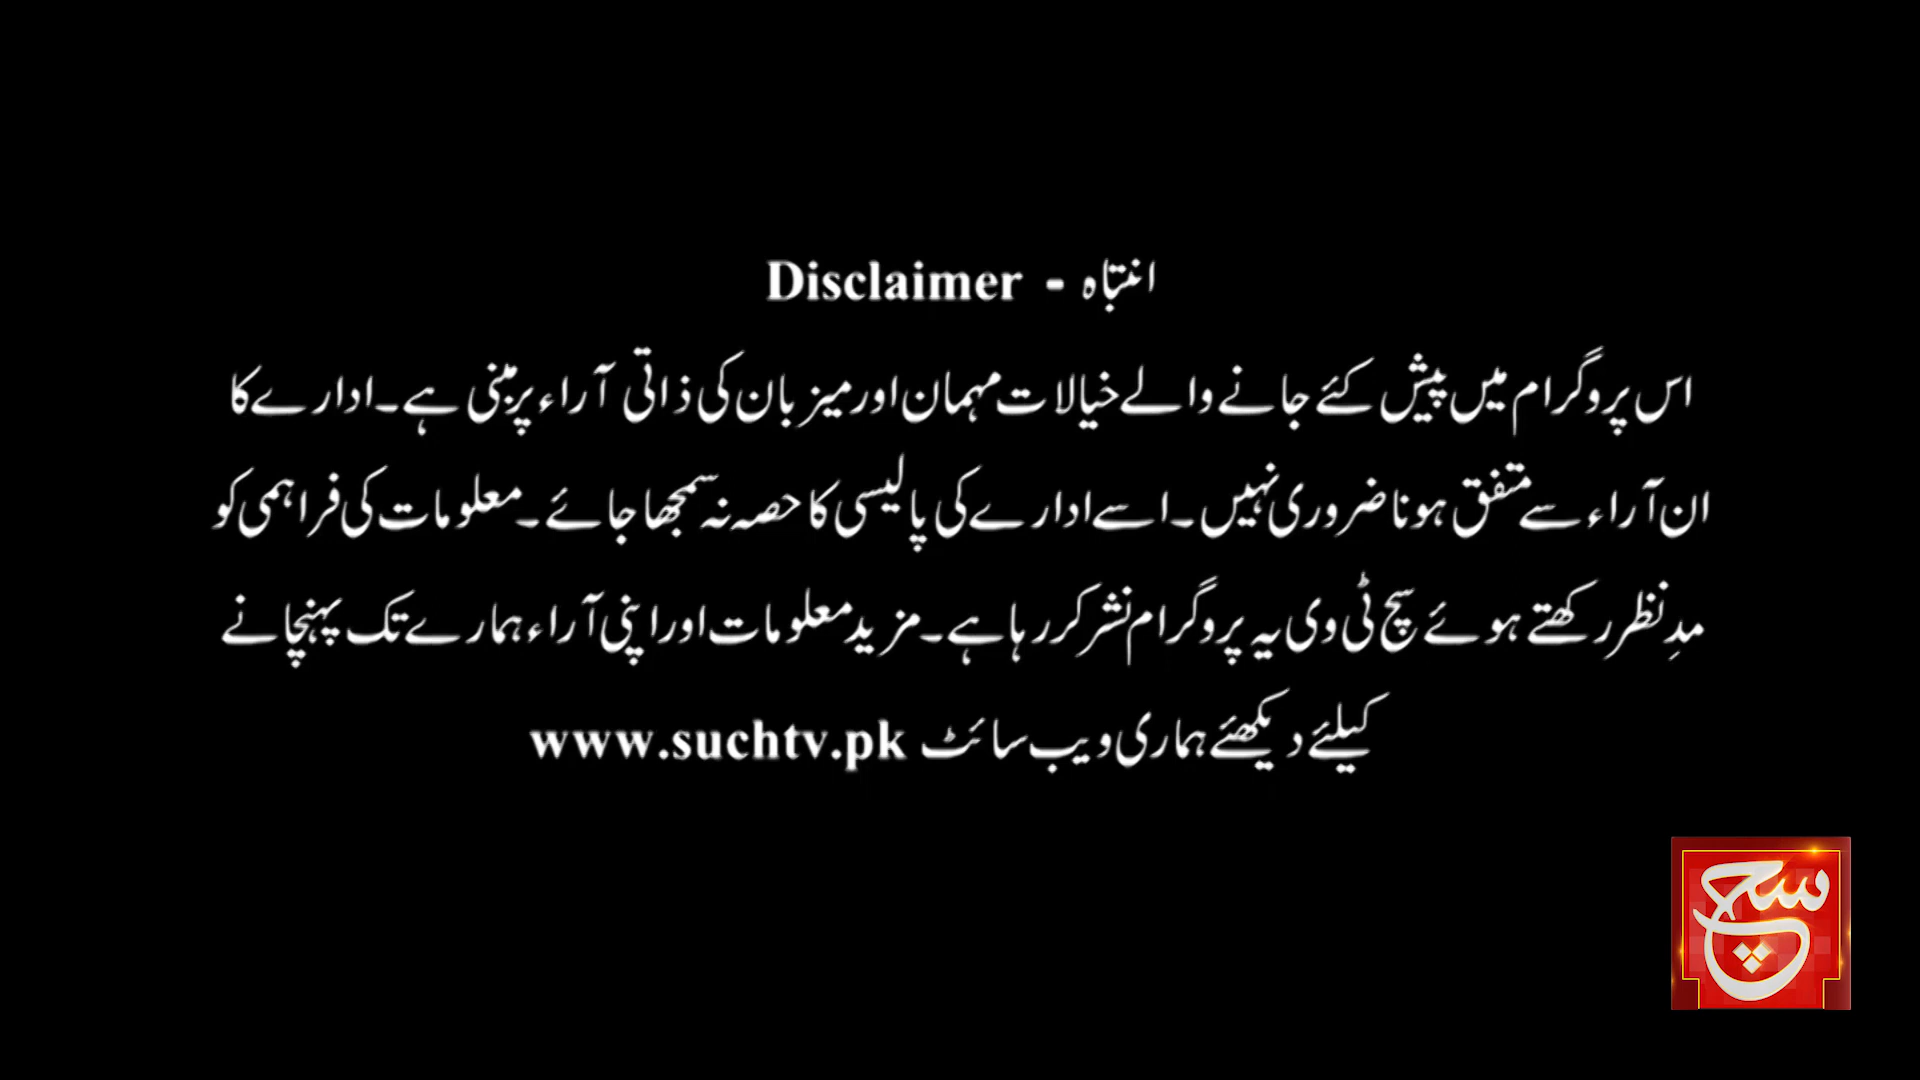 انتباہ - Disclaimer
اس پروگرام میں پیش کئے جانے والے خیالات مہمان اور میزبان کی ذاتی آراء پر مبنی ہے۔ ادارے کا
ان آراء سے متفق ہونا ضروری نہیں۔ اسے ادارے کی پالیسی کا حصہ نہ سمجھا جائے۔ معلومات کی فراہمی کو
مدِنظر رکھتے ہوئے سچ ٹی وی یہ پروگرام نشر کر رہا ہے۔ مزید معلومات اور اپنی آراء ہمارے تک پہنچانے
کیلئے دیکھئے ہماری ویب سائٹ www.suchtv.pk
سچ